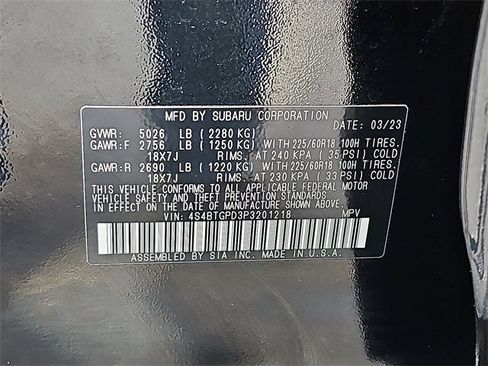 MFD BY SUBARU CORPORATION
GVWR: 5026 LB ( 2280 KG) DATE: 03/23
GAWR:F 2756 LB ( 1250 KG) WITH 225/60R18 100H TIRES.
18X7J RIMS. AT 240 KPA ( 35 PSI) COLD
GAWR:R 2690 LB ( 1220 KG) WITH 225/60R18 100H TIRES.
18X7J RIMS. AT 230 KPA ( 33 PSI) COLD
THIS VEHICLE CONFORMS TO ALL APPLICABLE FEDERAL MOTOR
VEHICLE SAFETY AND THEFT PREVENTION STANDARDS
IN EFFECT ON THE DATE OF MANUFACTURE SHOWN ABOVE.
VIN: 4S4BTGPD3P3201218 MPV
ASSEMBLED BY SIA INC. MADE IN U.S.A.